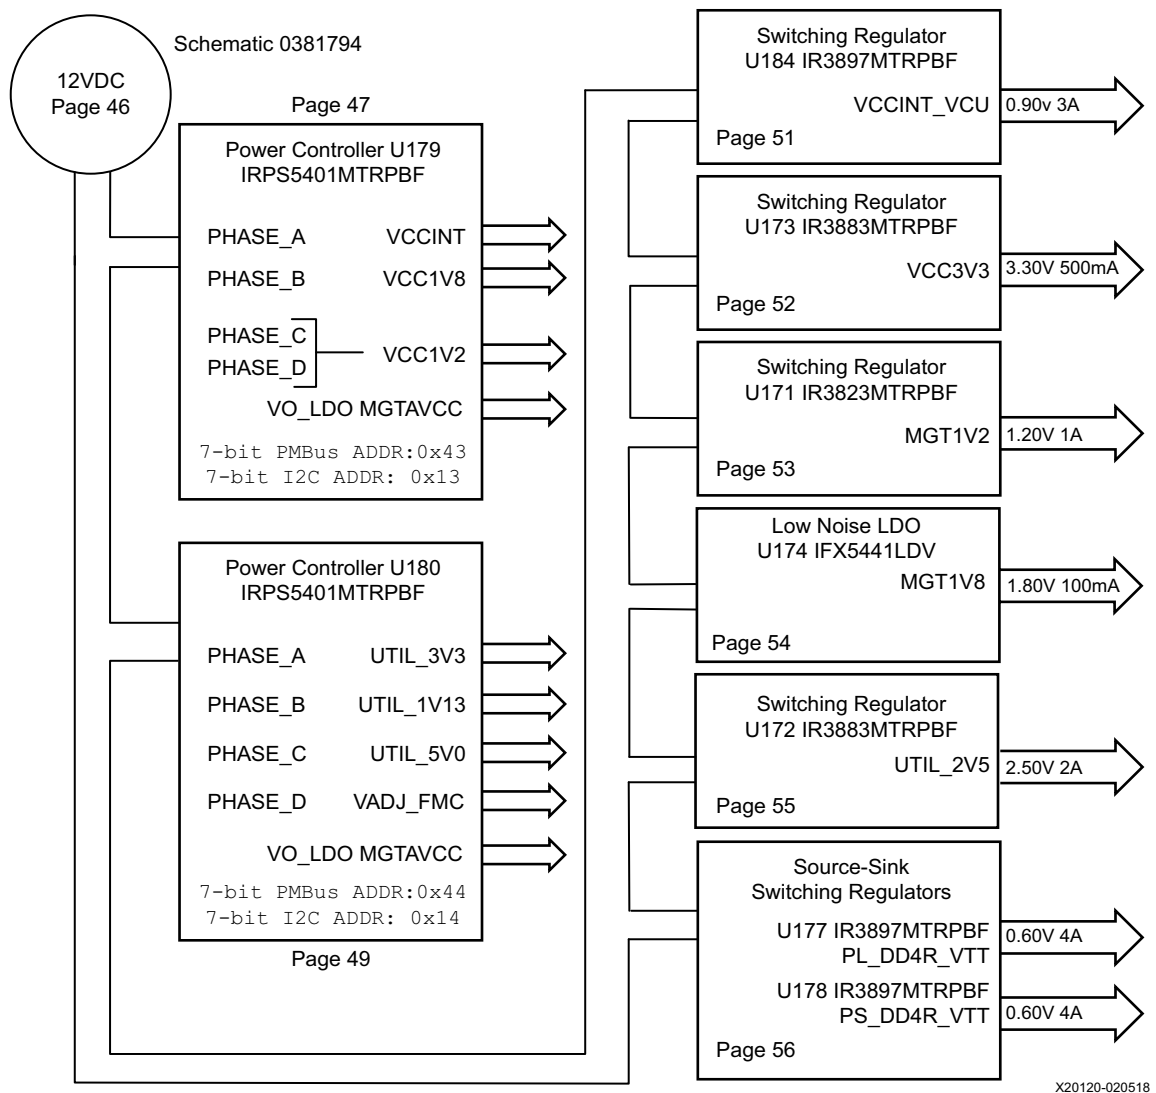 Schematic 0381794
12VDC
Page 46
Page 47
Power Controller U179
IRPS5401MTRPBF
PHASE_A VCCINT
PHASE_B VCC1V8
PHASE_C
PHASE_D
VCC1V2
VO_LDO MGTAVCC
7-bit PMBus ADDR:0x43
7-bit I2C ADDR: 0x13
Power Controller U180
IRPS5401MTRPBF
PHASE_A UTIL_3V3
PHASE_B UTIL_1V13
PHASE_C UTIL_5V0
PHASE_D VADJ_FMC
VO_LDO MGTAVCC
7-bit PMBus ADDR:0x44
7-bit I2C ADDR: 0x14
Page 49
Switching Regulator
U184 IR3897MTRPBF
VCCINT_VCU
0.90v 3A
Page 51
Switching Regulator
U173 IR3883MTRPBF
VCC3V3
3.30V 500mA
Page 52
Switching Regulator
U171 IR3823MTRPBF
MGT1V2
1.20V 1A
Page 53
Low Noise LDO
U174 IFX5441LDV
MGT1V8
1.80V 100mA
Page 54
Switching Regulator
U172 IR3883MTRPBF
UTIL_2V5
2.50V 2A
Page 55
Source-Sink
Switching Regulators
U177 IR3897MTRPBF
PL_DD4R_VTT
0.60V 4A
U178 IR3897MTRPBF
PS_DD4R_VTT
0.60V 4A
Page 56
X20120-020518